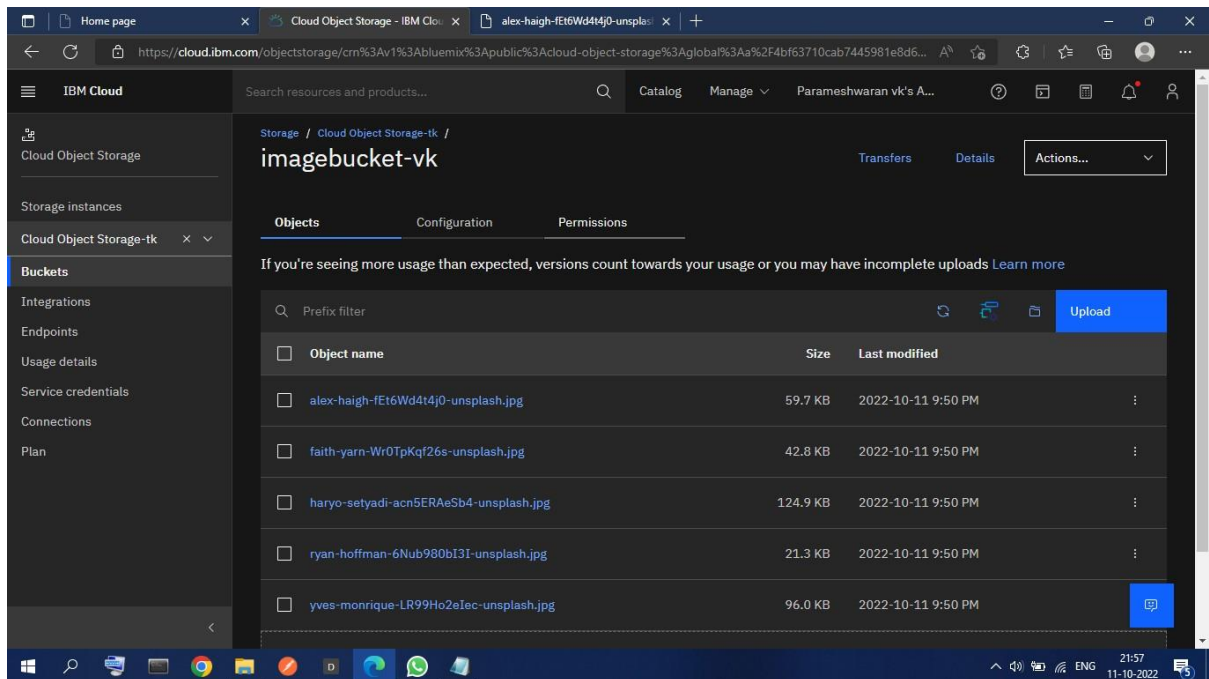 Home page
Cloud Object Storage - IBM Clou
alex-haigh-fEt6Wd4t4j0-unsplas
https://cloud.ibm.com/objectstorage/crn%3Av1%3Abluemix%3Apublic%3Acloud-object-storage%3Aglobal%3Aa%2F4bf63710cab7445981e8d6...
IBM Cloud
Search resources and products...
Catalog
Manage
Parameshwaran vk's A...
Cloud Object Storage
Storage instances
Cloud Object Storage-tk
Buckets
Integrations
Endpoints
Usage details
Service credentials
Connections
Plan
Storage / Cloud Object Storage-tk /
imagebucket-vk
Transfers
Details
Actions...
Objects
Configuration
Permissions
If you're seeing more usage than expected, versions count towards your usage or you may have incomplete uploads Learn more
Prefix filter
Upload
Object name Size Last modified
alex-haigh-fEt6Wd4t4j0-unsplash.jpg 59.7 KB 2022-10-11 9:50 PM
faith-yarn-Wr0TpKqf26s-unsplash.jpg 42.8 KB 2022-10-11 9:50 PM
haryo-setyadi-acn5ERAeSb4-unsplash.jpg 124.9 KB 2022-10-11 9:50 PM
ryan-hoffman-6Nub980bI3I-unsplash.jpg 21.3 KB 2022-10-11 9:50 PM
yves-monrique-LR99Ho2eIec-unsplash.jpg 96.0 KB 2022-10-11 9:50 PM
D
ENG
21:57
11-10-2022
5